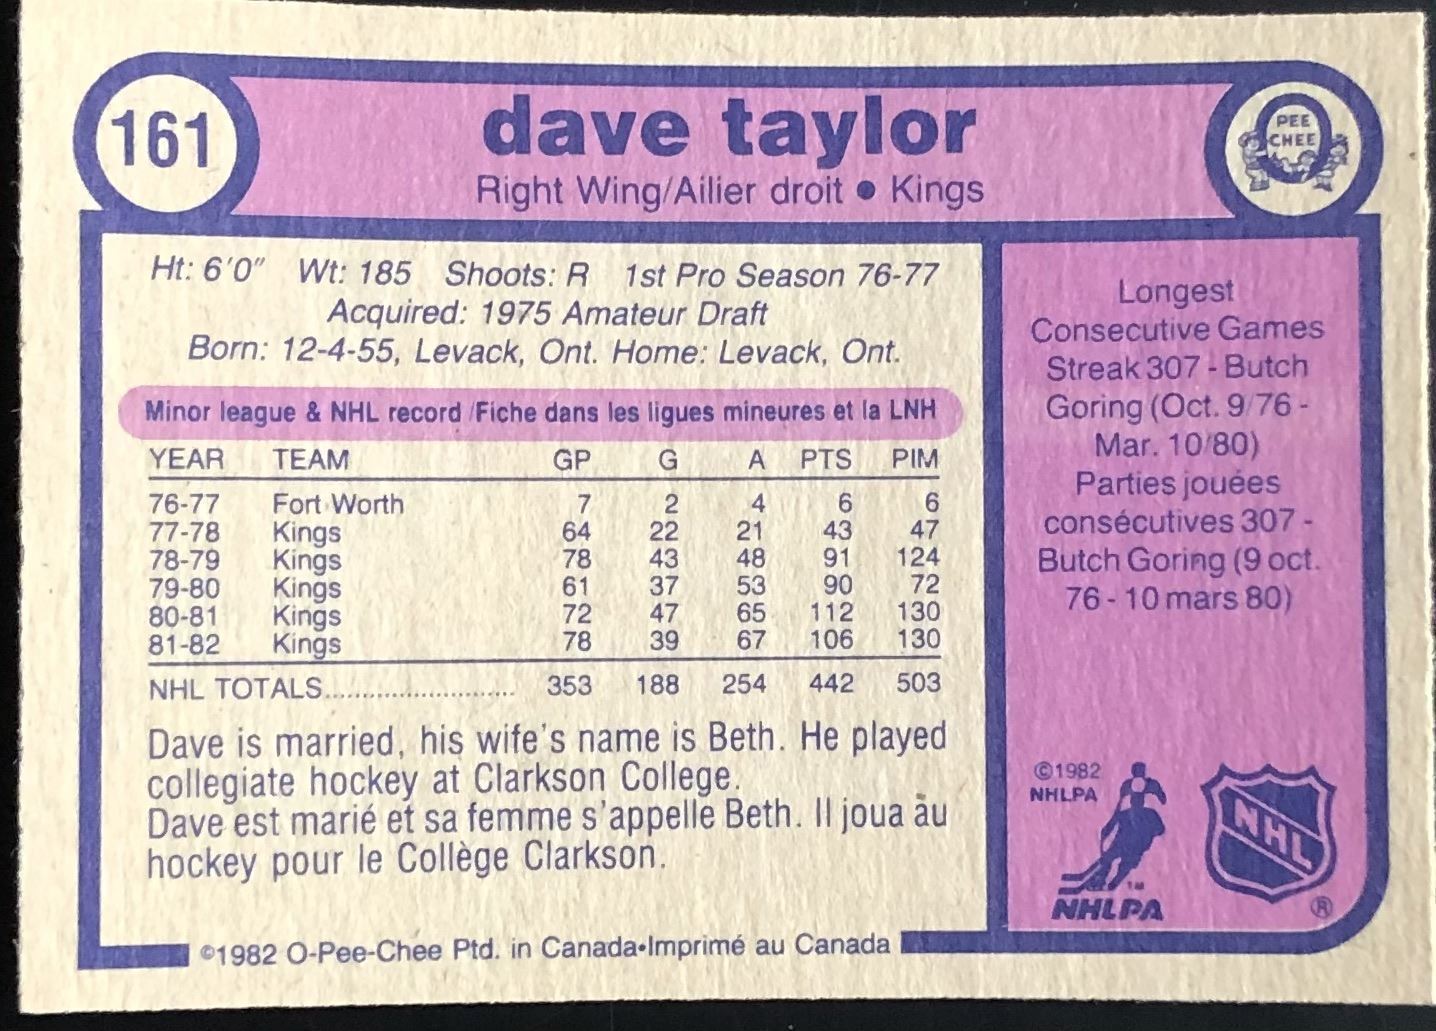 161
dave taylor
Right Wing/Ailier droit ● Kings
PEE
CHEE
Ht: 6'0" Wt: 185 Shoots: R 1st Pro Season 76-77
Acquired: 1975 Amateur Draft
Born: 12-4-55, Levack, Ont. Home: Levack, Ont.
Minor league & NHL record /Fiche dans les ligues mineures et la LNH
YEAR TEAM GP G A PTS PIM
76-77 Fort Worth 7 2 4 6 6
77-78 Kings 64 22 21 43 47
78-79 Kings 78 43 48 91 124
79-80 Kings 61 37 53 90 72
80-81 Kings 72 47 65 112 130
81-82 Kings 78 39 67 106 130
NHL TOTALS.......................... 353 188 254 442 503
Dave is married, his wife's name is Beth. He played
collegiate hockey at Clarkson College.
Dave est marié et sa femme s'appelle Beth. Il joua au
hockey pour le Collège Clarkson.
Longest
Consecutive Games
Streak 307 - Butch
Goring (Oct. 9/76 -
Mar. 10/80)
Parties jouées
consécutives 307 -
Butch Goring (9 oct.
76 - 10 mars 80)
©1982
NHLPA
TM
NHLPA
NHL
®
©1982 O-Pee-Chee Ptd. in Canada•Imprimé au Canada